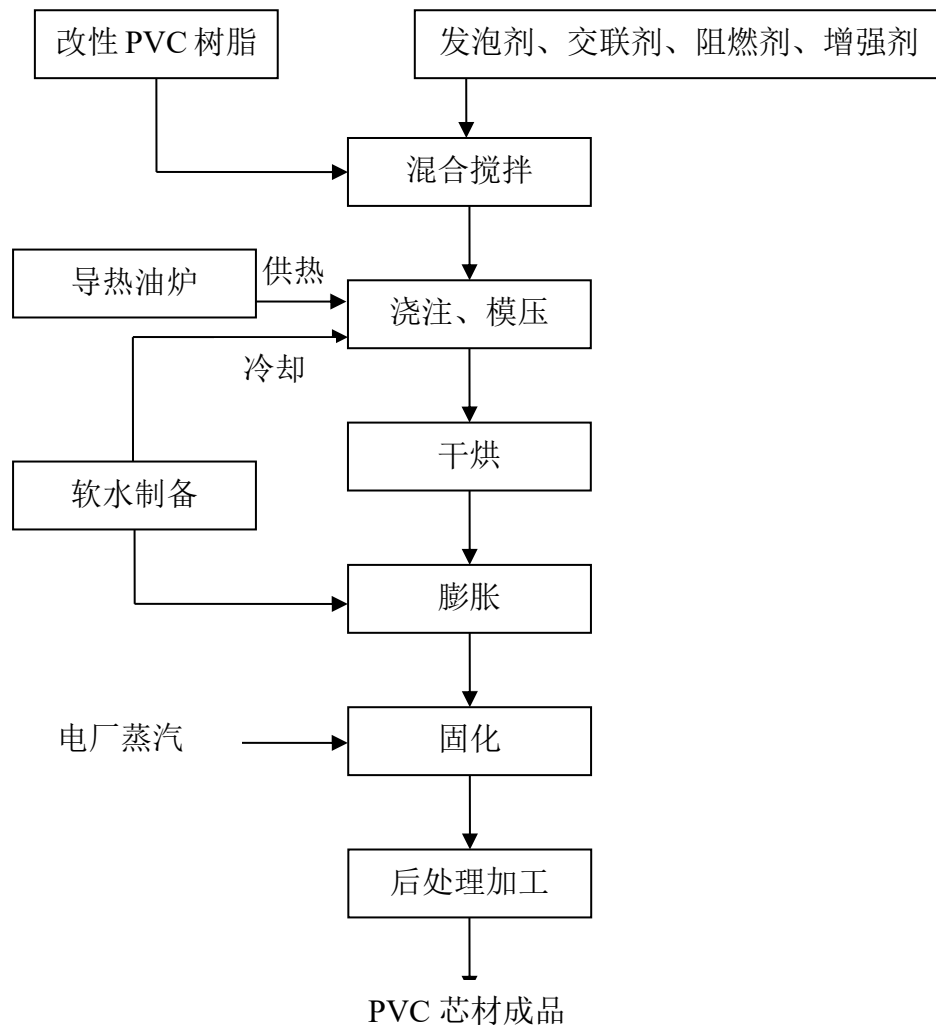 改性 PVC 树脂
发泡剂、交联剂、阻燃剂、增强剂
混合搅拌
导热油炉
供热
浇注、模压
冷却
干烘
软水制备
膨胀
电厂蒸汽
固化
后处理加工
PVC 芯材成品